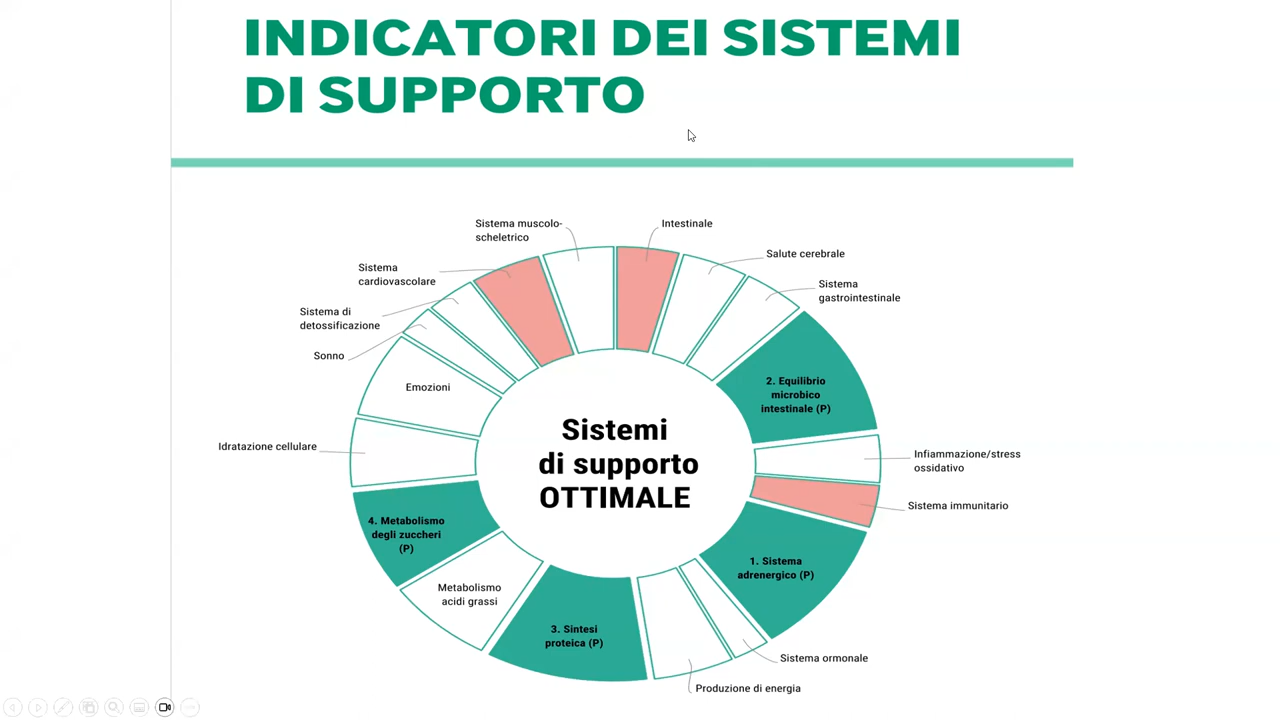 INDICATORI DEI SISTEMI
DI SUPPORTO
Sistema muscolo-
scheletrico
Intestinale
Salute cerebrale
Sistema
cardiovascolare
Sistema
gastrointestinale
Sistema di
detossificazione
Sonno
Emozioni
2. Equilibrio
microbico
intestinale (P)
Idratazione cellulare
Sistemi
di supporto
OTTIMALE
Infiammazione/stress
ossidativo
Sistema immunitario
4. Metabolismo
degli zuccheri
(P)
1. Sistema
adrenergico (P)
Metabolismo
acidi grassi
3. Sintesi
proteica (P)
Sistema ormonale
Produzione di energia